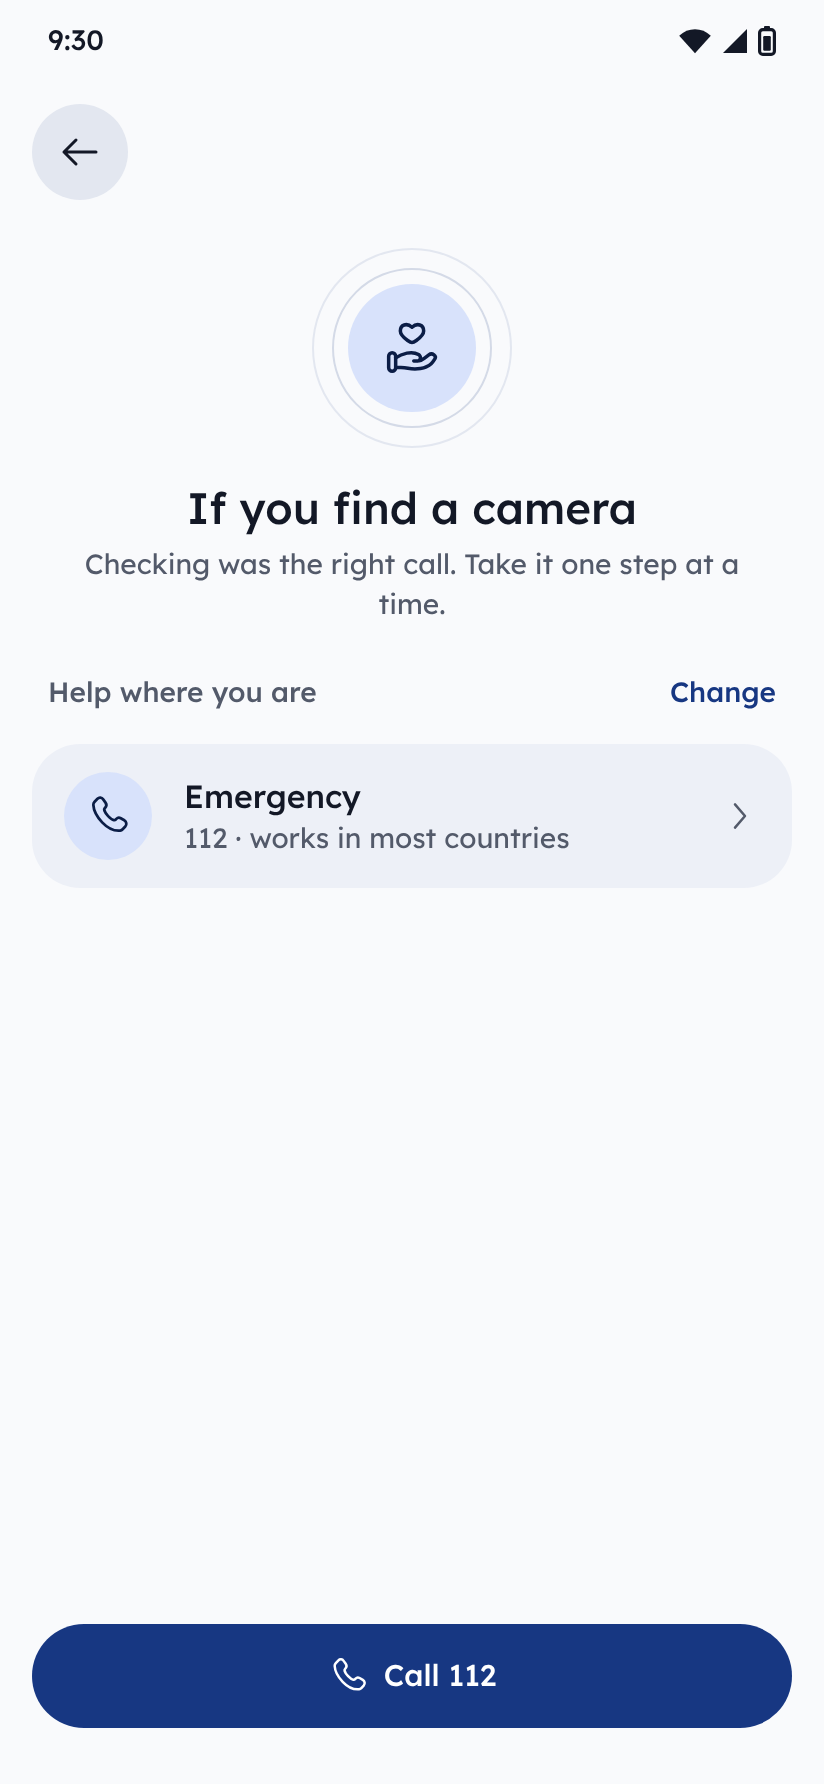 9:30
If you find a camera
Checking was the right call. Take it one step at a
time.
Help where you are
Change
Emergency
112 · works in most countries
Call 112